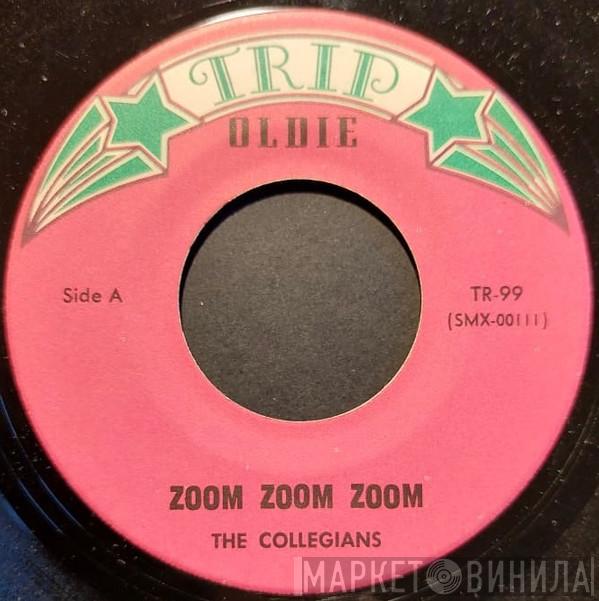 TRIP
OLDIE
Side A
TR-99
(SMX-00111)
ZOOM ZOOM ZOOM
THE COLLEGIANS
МАРКЕТ ВИНИЛА